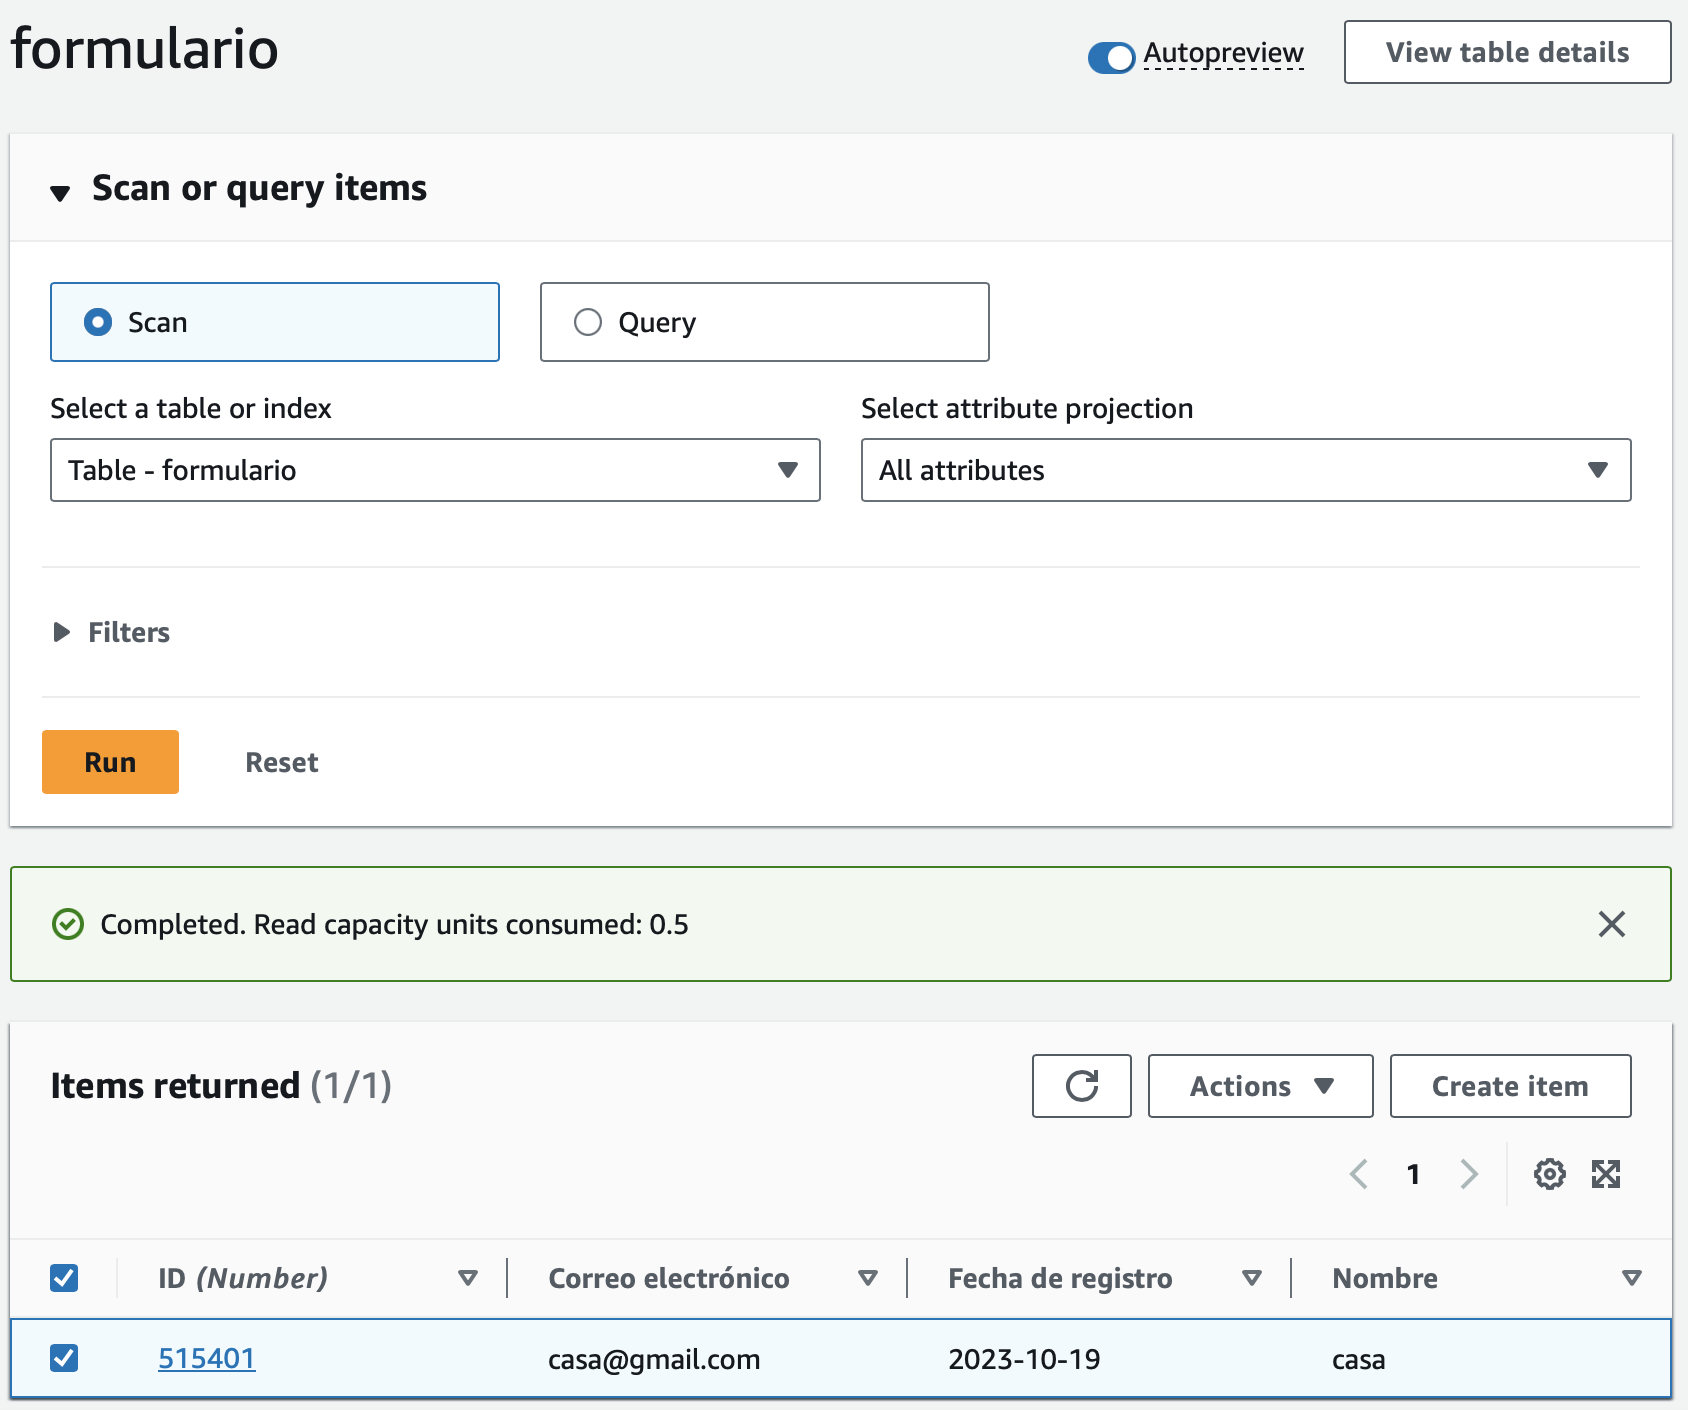 formulario
Autopreview
View table details
Scan or query items
Scan
Query
Select a table or index
Select attribute projection
Table - formulario
All attributes
Filters
Run
Reset
Completed. Read capacity units consumed: 0.5
Items returned (1/1)
Actions
Create item
1
ID (Number)
Correo electrónico
Fecha de registro
Nombre
515401
casa@gmail.com
2023-10-19
casa